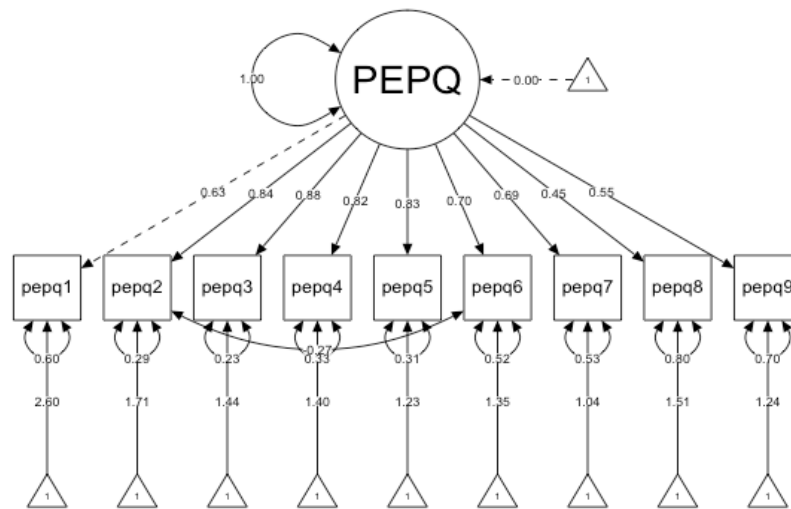 PEPQ
1.00
0.00
1
0.63 0.84 0.88 0.82 0.83 0.70 0.69 0.45 0.55
pepq1 pepq2 pepq3 pepq4 pepq5 pepq6 pepq7 pepq8 pepq9
-0.27
0.60 0.29 0.23 0.33 0.31 0.52 0.53 0.80 0.70
2.60 1.71 1.44 1.40 1.23 1.35 1.04 1.51 1.24
1 1 1 1 1 1 1 1 1